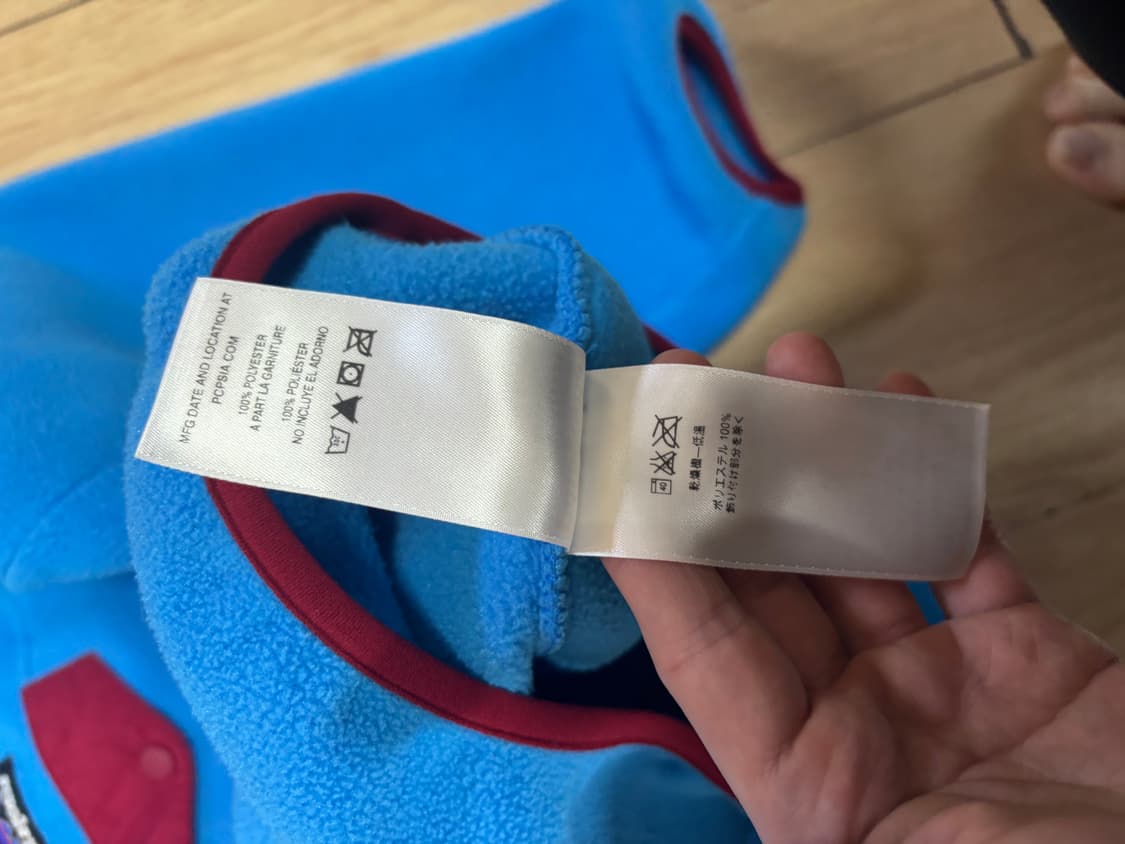 MFG DATE AND LOCATION AT
PCPSIA.COM
100% POLYESTER
A PART LA GARNITURE
100% POLIÉSTER
NO INCLUYE EL ADORNO
40
乾燥機ー低温
ポリエステル 100%
飾り付け部分を除く